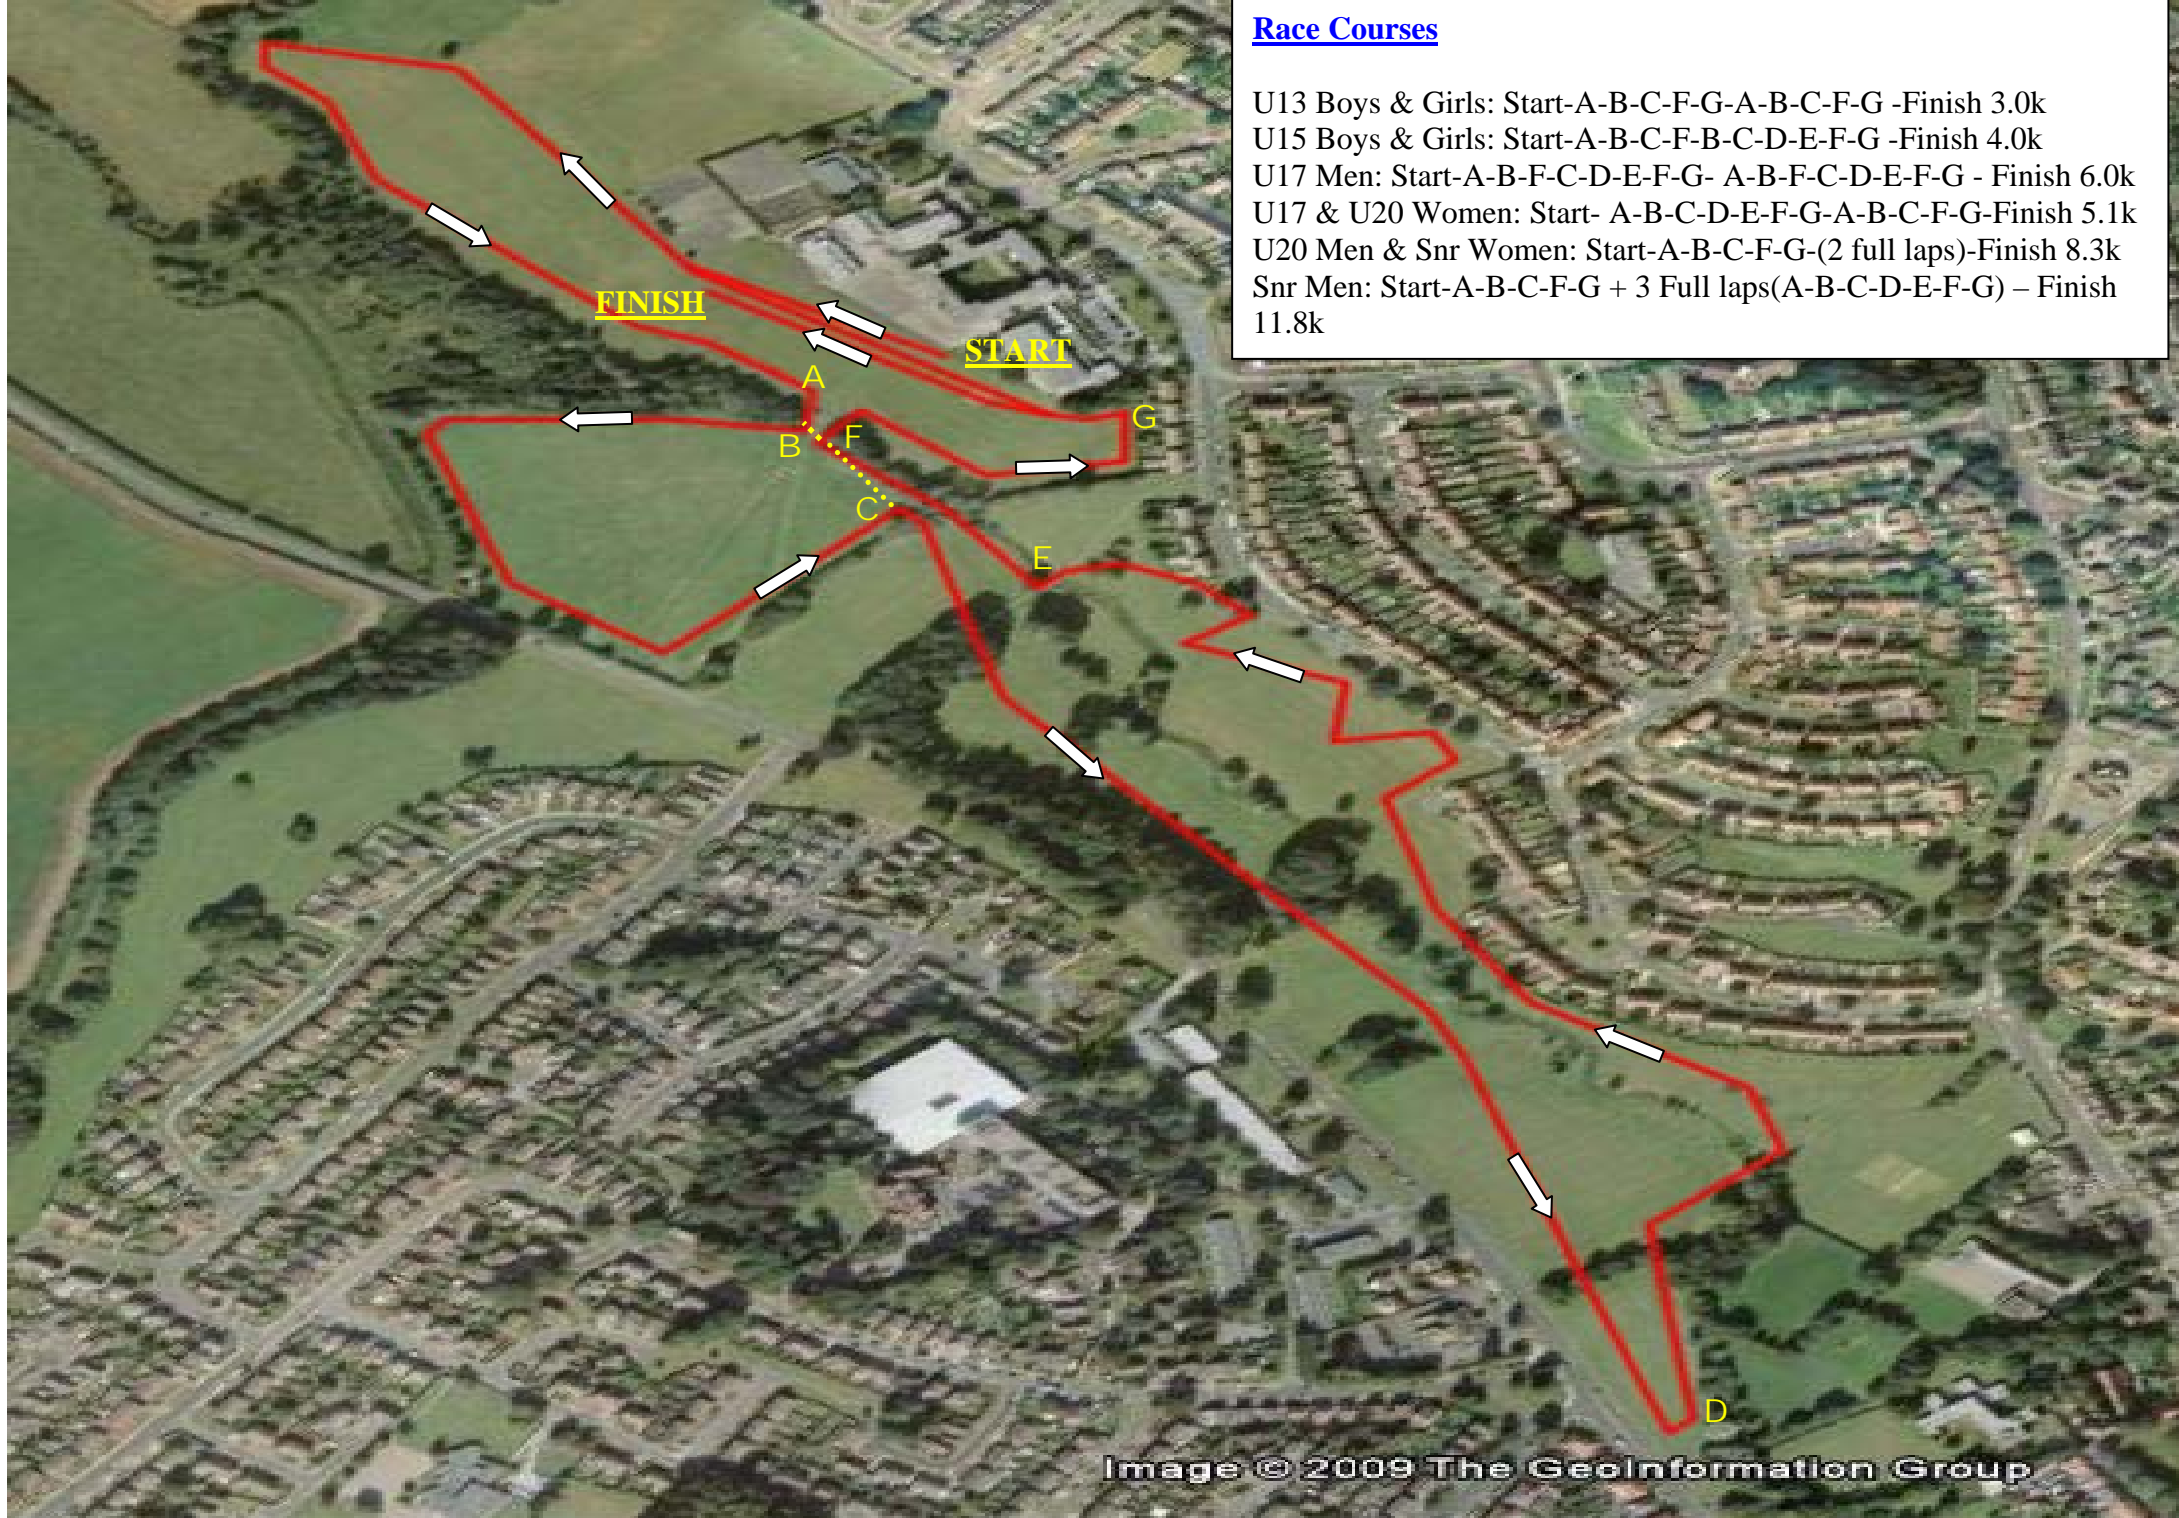 Race Courses
U13 Boys & Girls: Start-A-B-C-F-G-A-B-C-F-G -Finish 3.0k
U15 Boys & Girls: Start-A-B-C-F-B-C-D-E-F-G -Finish 4.0k
U17 Men: Start-A-B-F-C-D-E-F-G- A-B-F-C-D-E-F-G - Finish 6.0k
U17 & U20 Women: Start- A-B-C-D-E-F-G-A-B-C-F-G-Finish 5.1k
U20 Men & Snr Women: Start-A-B-C-F-G-(2 full laps)-Finish 8.3k
Snr Men: Start-A-B-C-F-G + 3 Full laps(A-B-C-D-E-F-G) – Finish
11.8k
FINISH
START
A
G
B
F
C
E
D
Image © 2009 The GeoInformation Group